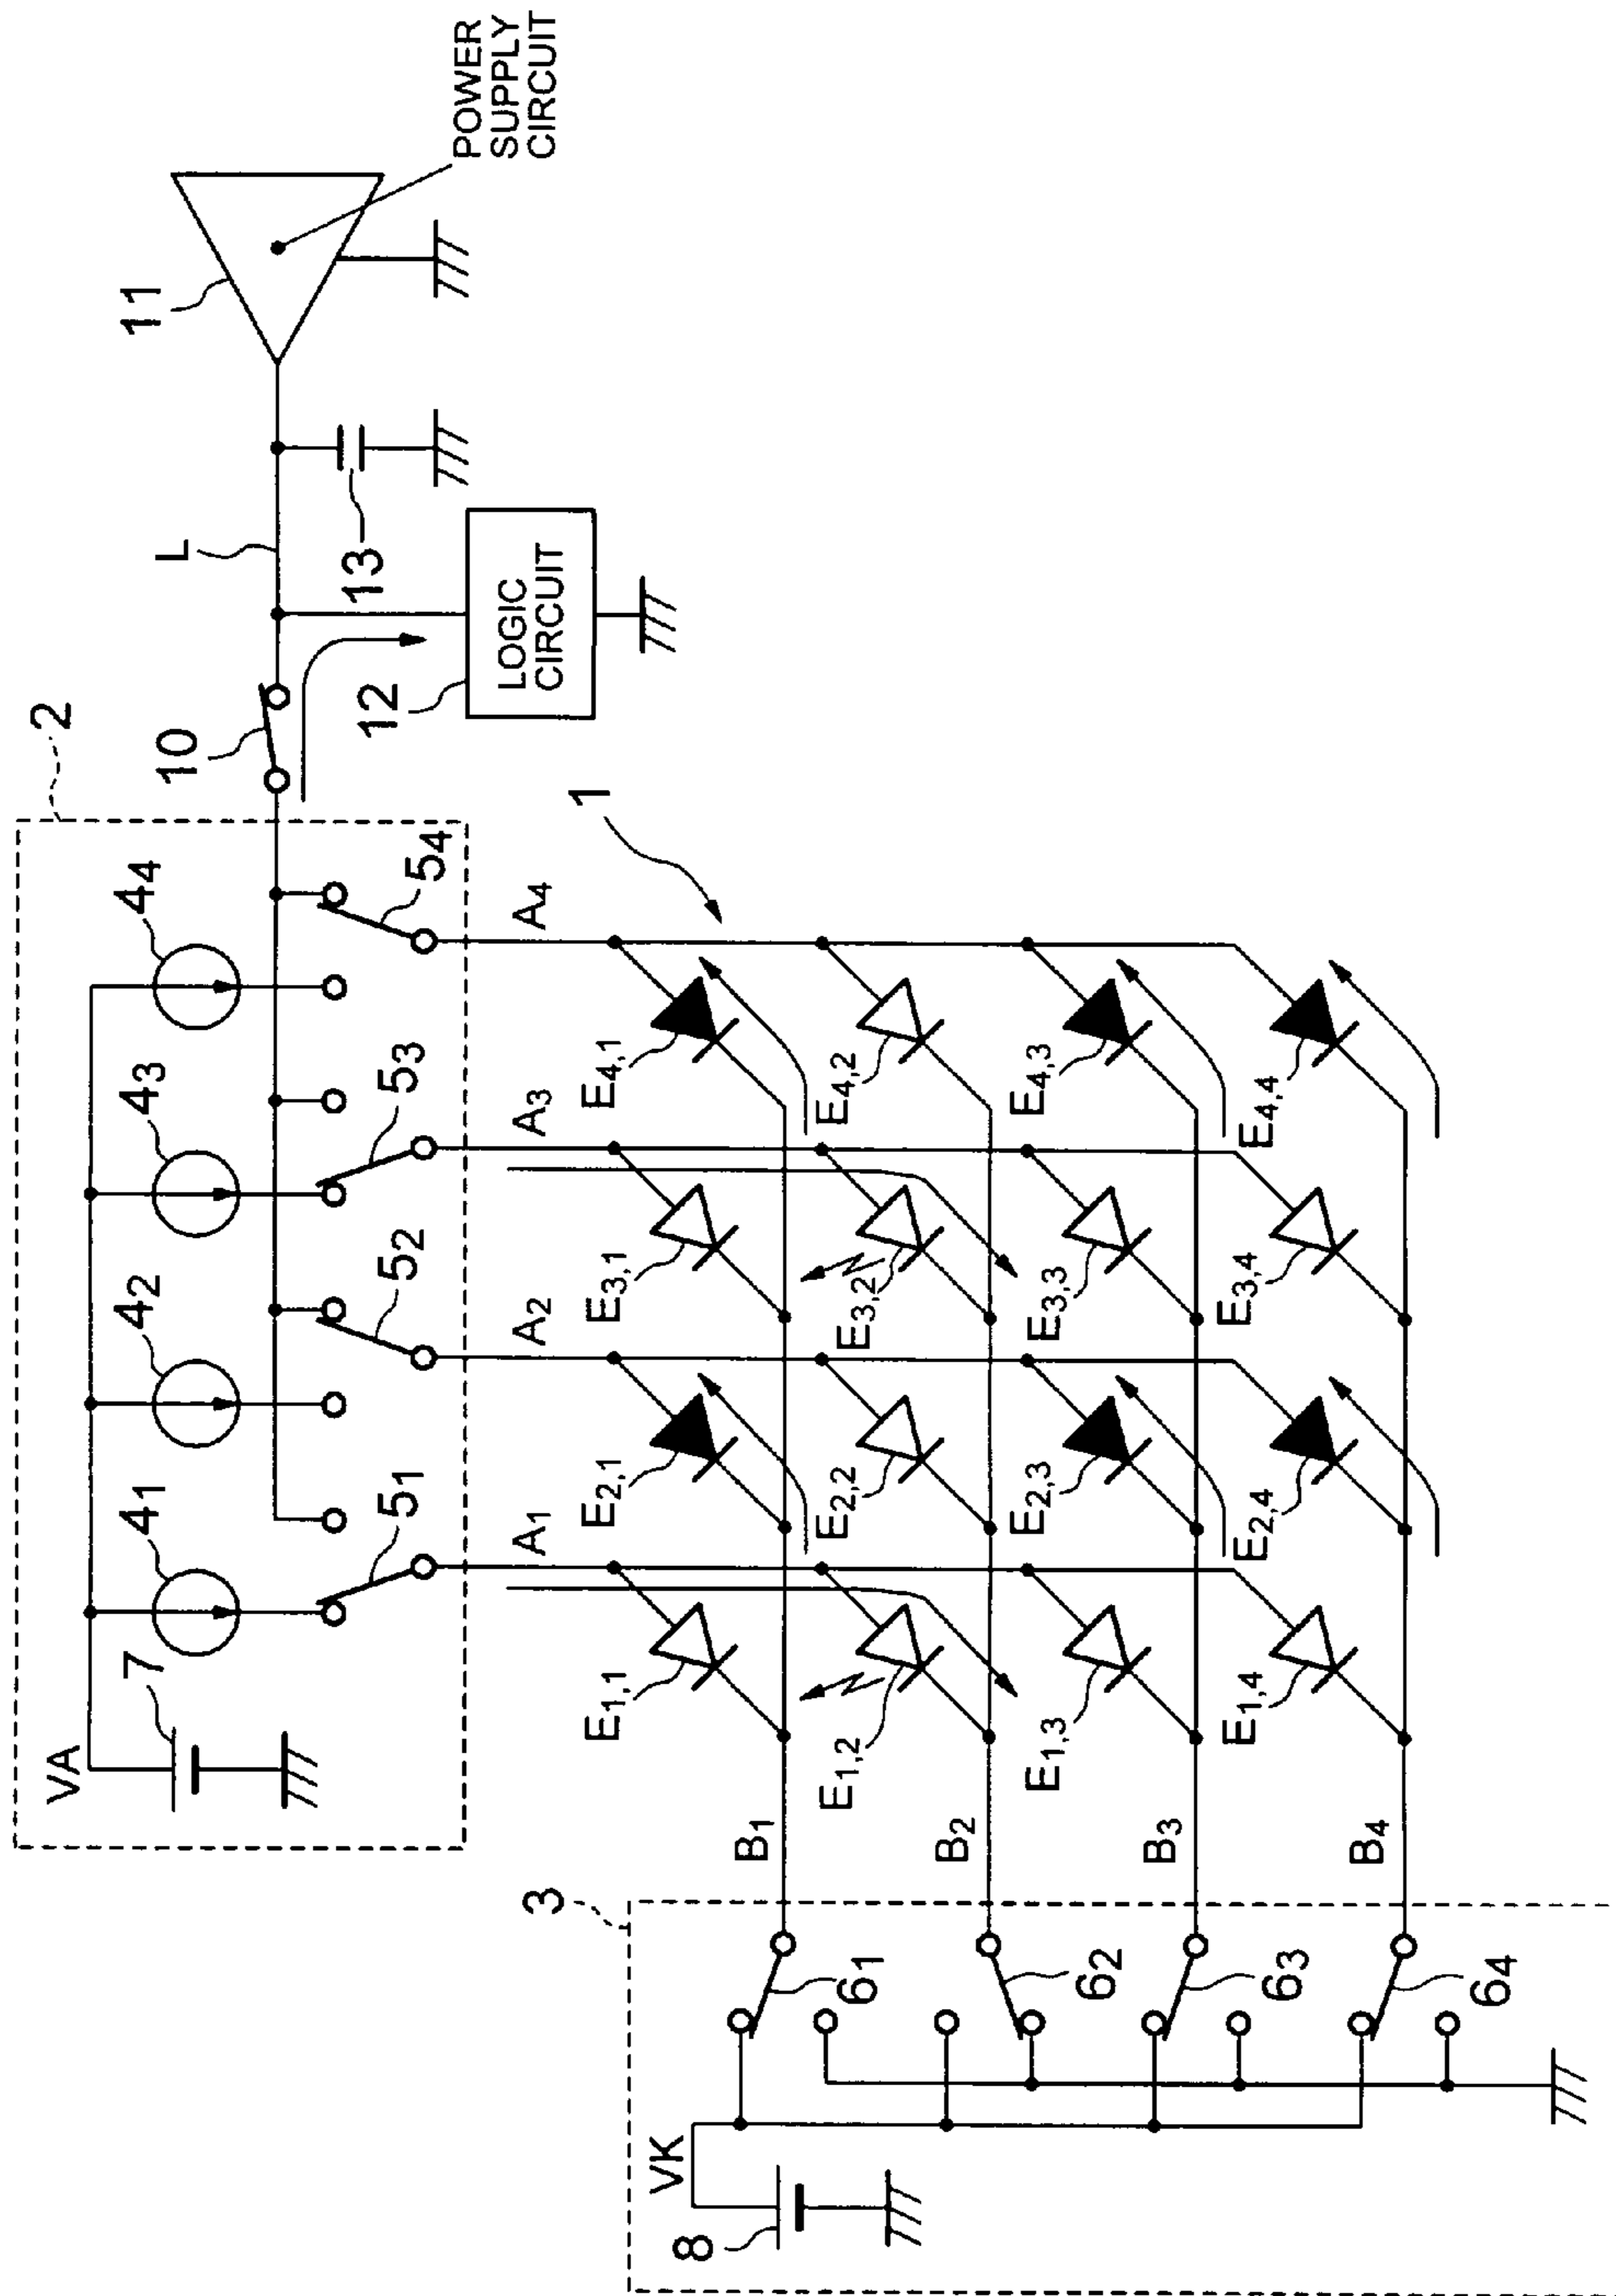 2
VA
7
4₁
4₂
4₃
4₄
5₁
5₂
5₃
5₄
10
L
11
POWER
SUPPLY
CIRCUIT
13
12
LOGIC
CIRCUIT
1
A₁
A₂
A₃
A₄
E₁,₁
E₂,₁
E₃,₁
E₄,₁
E₁,₂
E₂,₂
E₃,₂
E₄,₂
E₁,₃
E₂,₃
E₃,₃
E₄,₃
E₁,₄
E₂,₄
E₃,₄
E₄,₄
B₁
B₂
B₃
B₄
3
6₁
6₂
6₃
6₄
VK
8